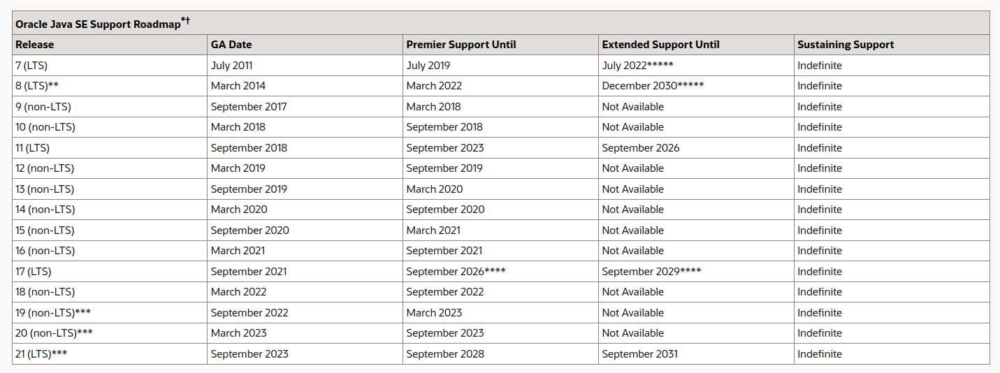 Oracle Java SE Support Roadmap*†
Release GA Date Premier Support Until Extended Support Until Sustaining Support
7 (LTS) July 2011 July 2019 July 2022***** Indefinite
8 (LTS)** March 2014 March 2022 December 2030***** Indefinite
9 (non-LTS) September 2017 March 2018 Not Available Indefinite
10 (non-LTS) March 2018 September 2018 Not Available Indefinite
11 (LTS) September 2018 September 2023 September 2026 Indefinite
12 (non-LTS) March 2019 September 2019 Not Available Indefinite
13 (non-LTS) September 2019 March 2020 Not Available Indefinite
14 (non-LTS) March 2020 September 2020 Not Available Indefinite
15 (non-LTS) September 2020 March 2021 Not Available Indefinite
16 (non-LTS) March 2021 September 2021 Not Available Indefinite
17 (LTS) September 2021 September 2026**** September 2029**** Indefinite
18 (non-LTS) March 2022 September 2022 Not Available Indefinite
19 (non-LTS)*** September 2022 March 2023 Not Available Indefinite
20 (non-LTS)*** March 2023 September 2023 Not Available Indefinite
21 (LTS)*** September 2023 September 2028 September 2031 Indefinite